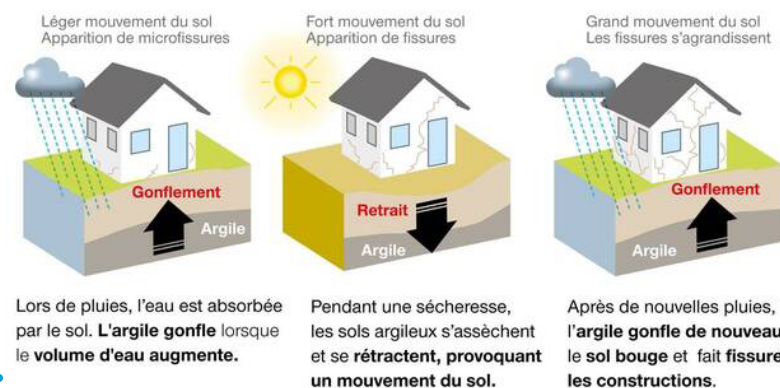 Léger mouvement du sol
Apparition de microfissures
Gonflement
Argile
Lors de pluies, l'eau est absorbée
par le sol. L'argile gonfle lorsque
le volume d'eau augmente.
Fort mouvement du sol
Apparition de fissures
Retrait
Argile
Pendant une sécheresse,
les sols argileux s'assèchent
et se rétractent, provoquant
un mouvement du sol.
Grand mouvement du sol
Les fissures s'agrandissent
Gonflement
Argile
Après de nouvelles pluies,
l'argile gonfle de nouveau
le sol bouge et fait fissure
les constructions.